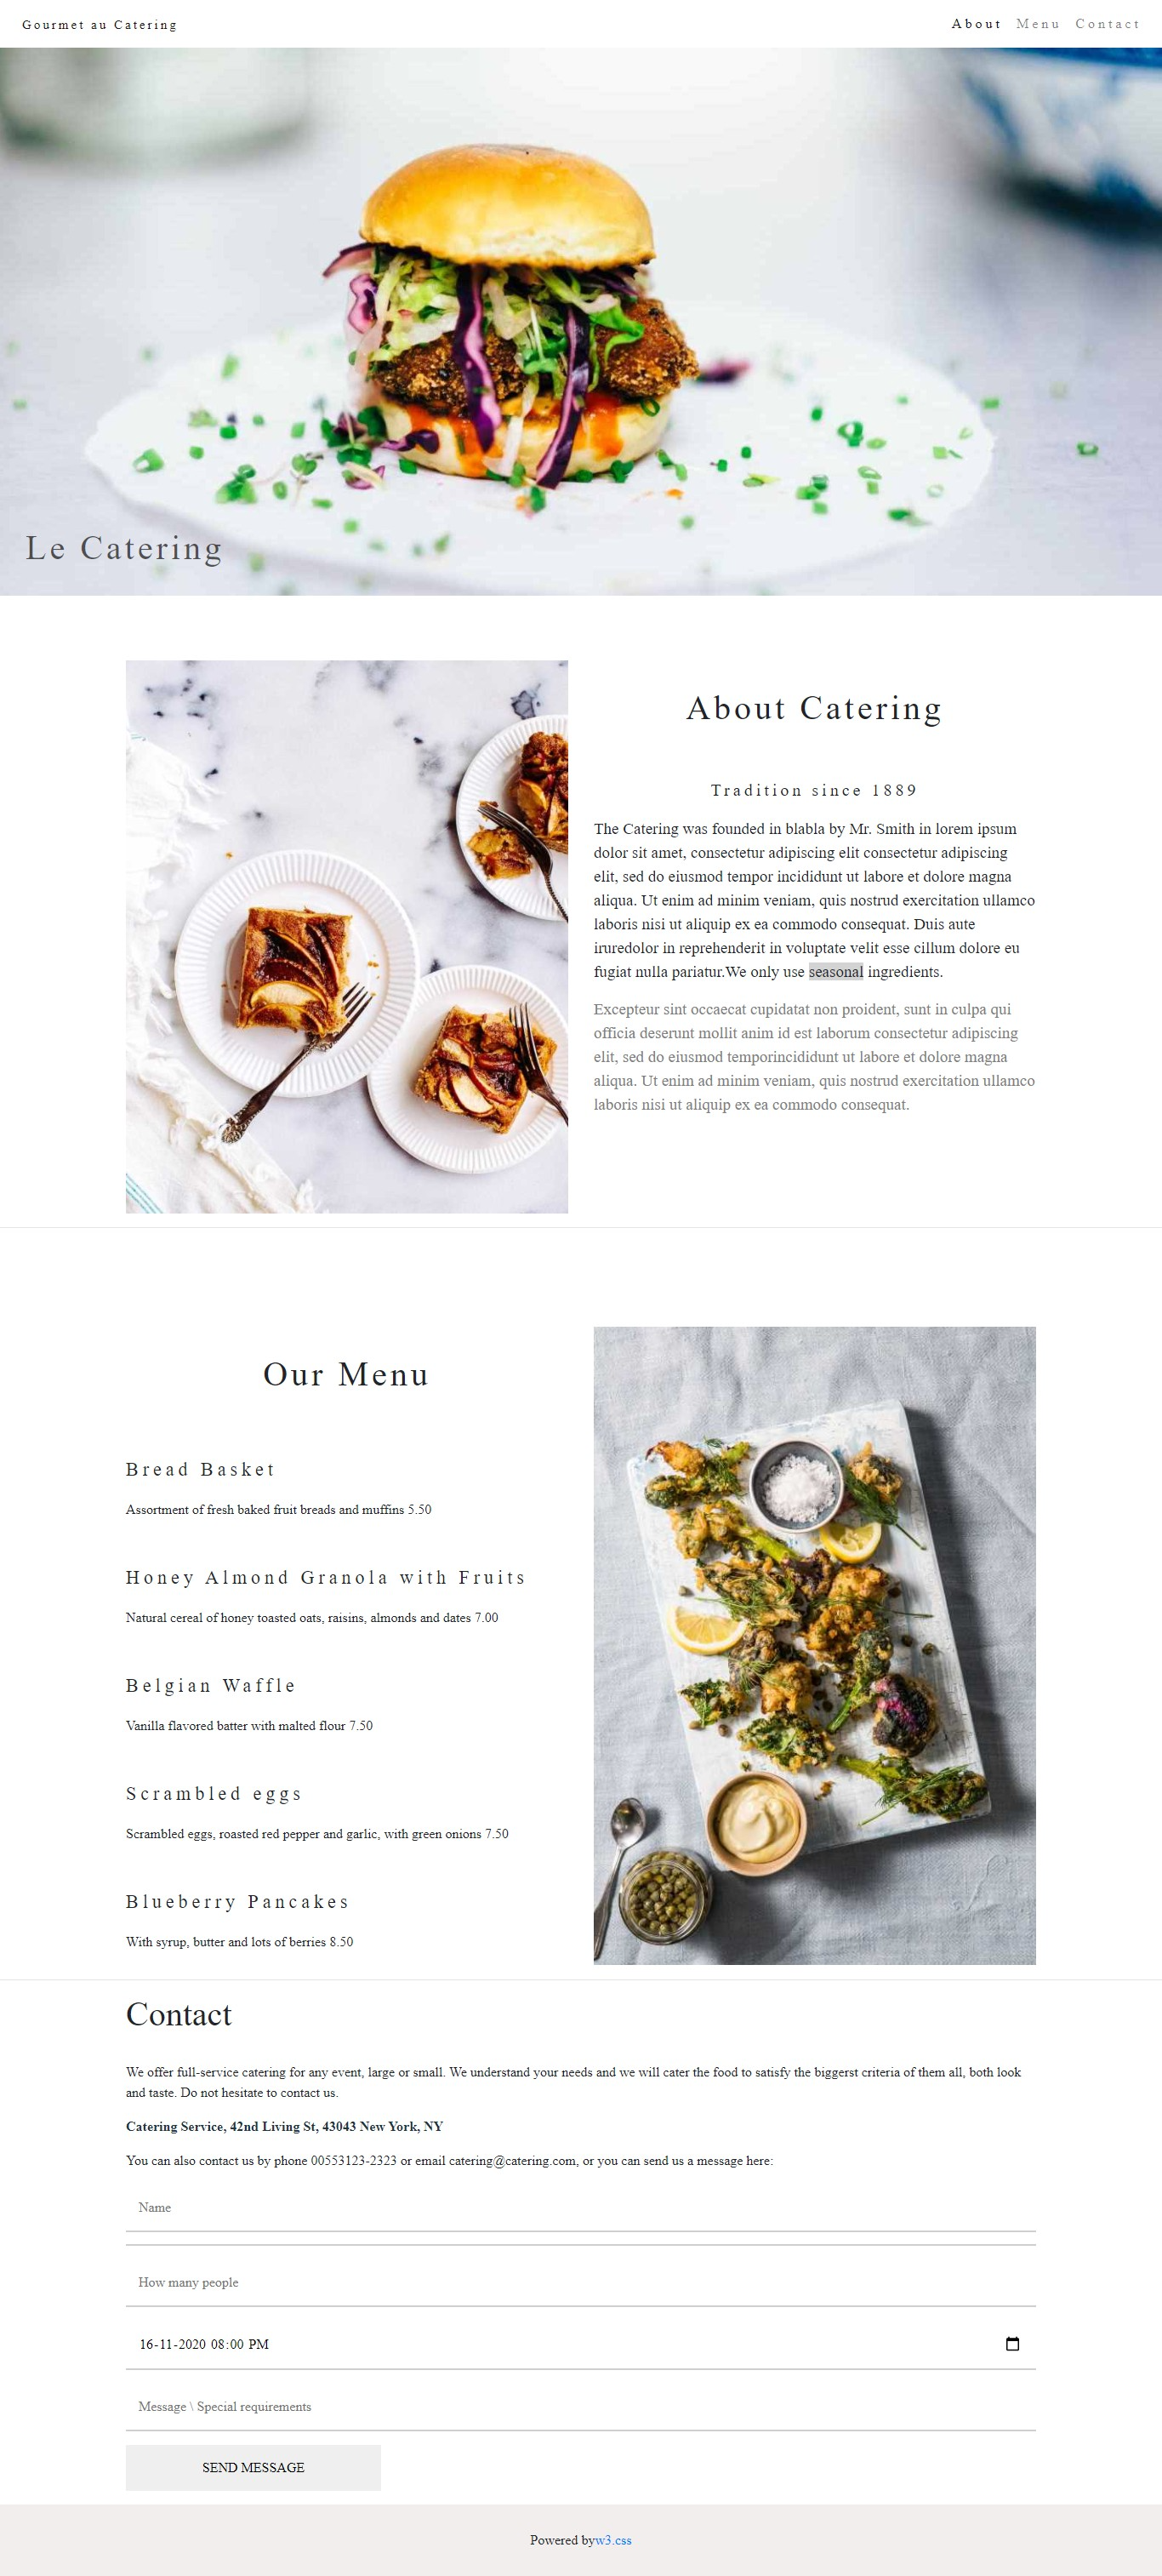 Gourmet au Catering
About Menu Contact
Le Catering
About Catering
Tradition since 1889
The Catering was founded in blabla by Mr. Smith in lorem ipsum
dolor sit amet, consectetur adipiscing elit consectetur adipiscing
elit, sed do eiusmod tempor incididunt ut labore et dolore magna
aliqua. Ut enim ad minim veniam, quis nostrud exercitation ullamco
laboris nisi ut aliquip ex ea commodo consequat. Duis aute
iruredolor in reprehenderit in voluptate velit esse cillum dolore eu
fugiat nulla pariatur.We only use seasonal ingredients.
Excepteur sint occaecat cupidatat non proident, sunt in culpa qui
officia deserunt mollit anim id est laborum consectetur adipiscing
elit, sed do eiusmod temporincididunt ut labore et dolore magna
aliqua. Ut enim ad minim veniam, quis nostrud exercitation ullamco
laboris nisi ut aliquip ex ea commodo consequat.
Our Menu
Bread Basket
Assortment of fresh baked fruit breads and muffins 5.50
Honey Almond Granola with Fruits
Natural cereal of honey toasted oats, raisins, almonds and dates 7.00
Belgian Waffle
Vanilla flavored batter with malted flour 7.50
Scrambled eggs
Scrambled eggs, roasted red pepper and garlic, with green onions 7.50
Blueberry Pancakes
With syrup, butter and lots of berries 8.50
Contact
We offer full-service catering for any event, large or small. We understand your needs and we will cater the food to satisfy the biggerst criteria of them all, both look
and taste. Do not hesitate to contact us.
Catering Service, 42nd Living St, 43043 New York, NY
You can also contact us by phone 00553123-2323 or email catering@catering.com, or you can send us a message here:
Name
How many people
16-11-2020 08:00 PM
Message \ Special requirements
SEND MESSAGE
Powered byw3.css